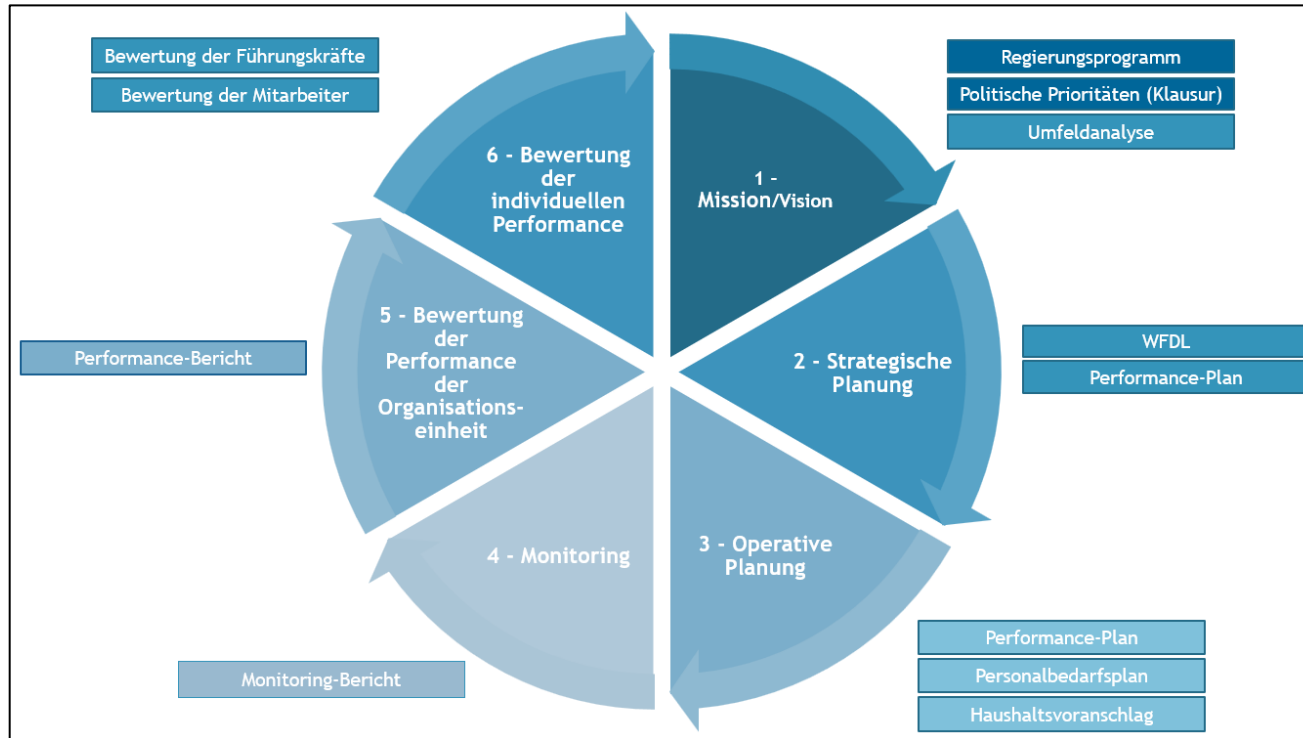 Bewertung der Führungskräfte
Bewertung der Mitarbeiter
Regierungsprogramm
Politische Prioritäten (Klausur)
Umfeldanalyse
6 - Bewertung
der
individuellen
Performance
1 -
Mission/Vision
5 - Bewertung
der
Performance
der
Organisations-
einheit
2 - Strategische
Planung
Performance-Bericht
WFDL
Performance-Plan
4 - Monitoring
3 - Operative
Planung
Monitoring-Bericht
Performance-Plan
Personalbedarfsplan
Haushaltsvoranschlag